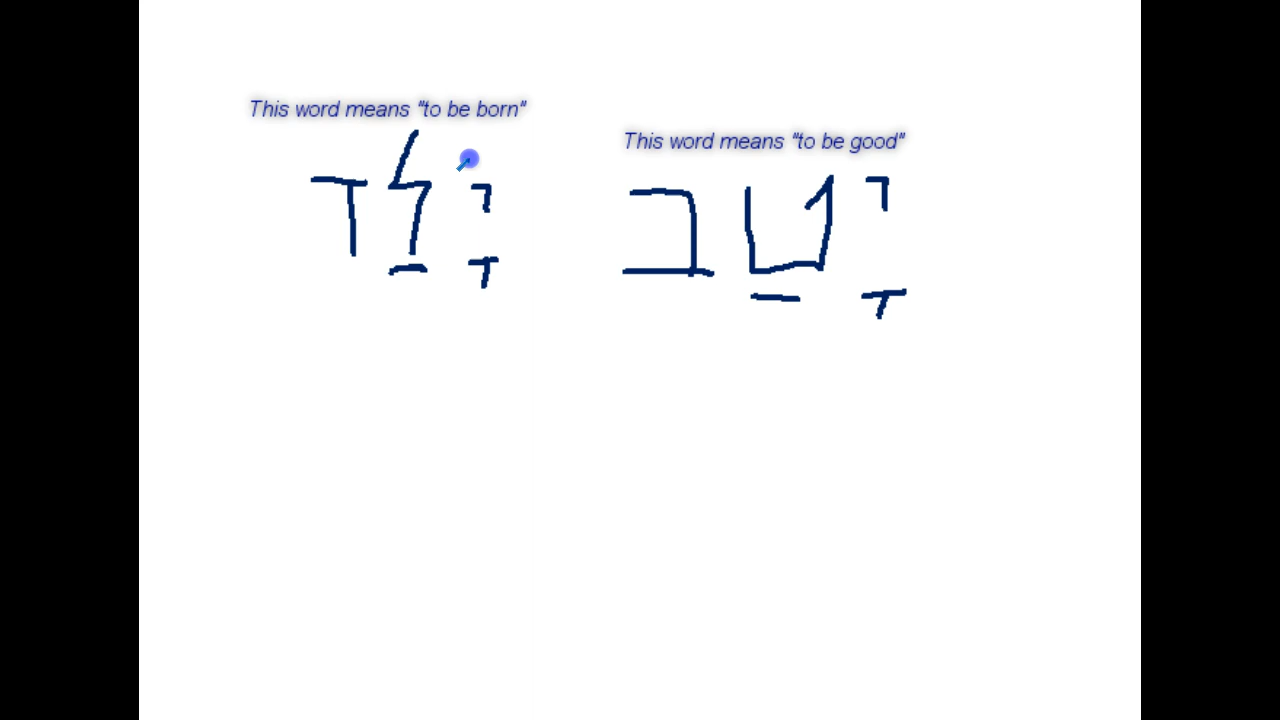 This word means "to be born"
יָלַד
This word means "to be good"
יָטַב